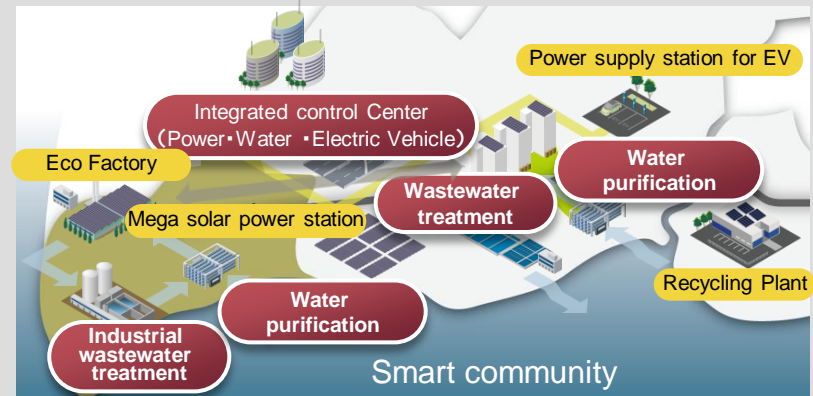 Power supply station for EV
Integrated control Center
(Power・Water ・Electric Vehicle)
Eco Factory
Water
purification
Wastewater
treatment
Mega solar power station
Recycling Plant
Water
purification
Industrial
wastewater
treatment
Smart community